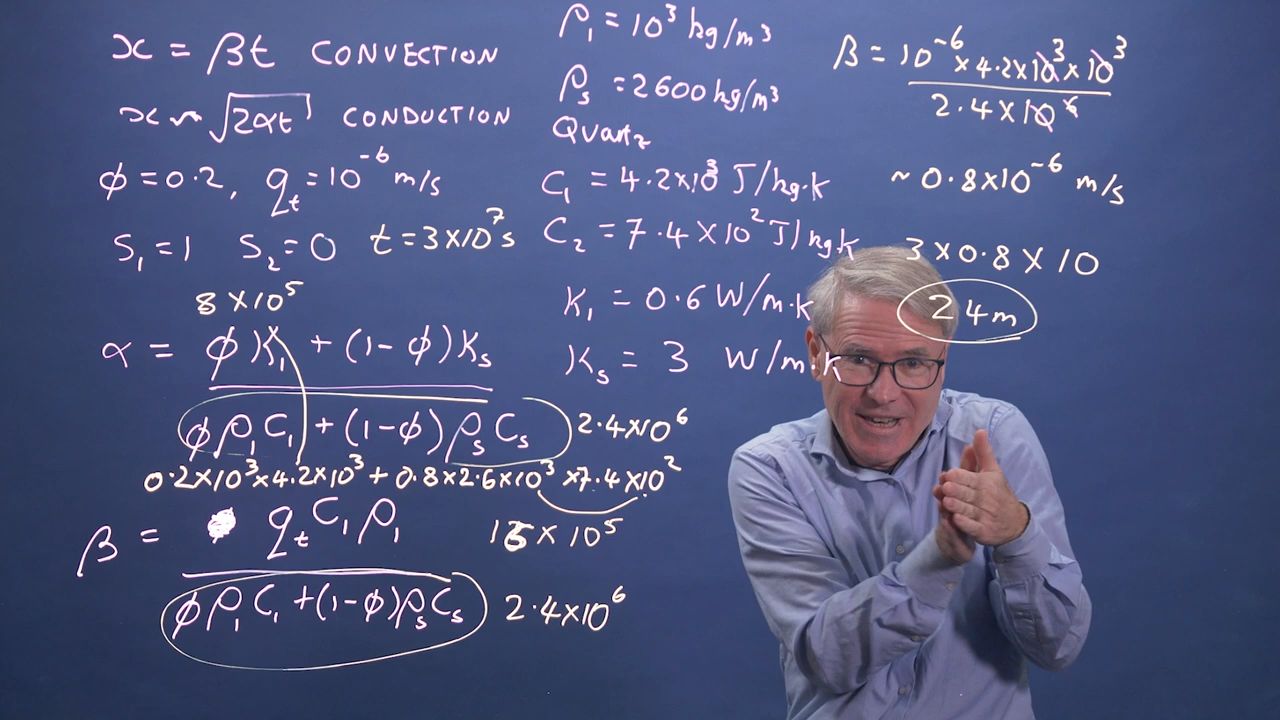 x = βt CONVECTION
x ~ √2αt CONDUCTION
ϕ = 0.2, qₜ = 10⁻⁶ m/s
S₁ = 1 S₂ = 0 t = 3×10⁷ s
8 × 10⁵
α = ϕK₁ + (1-ϕ)Kₛ
ϕρ₁C₁ + (1-ϕ)ρₛCₛ 2.4×10⁶
0.2×10³×4.2×10³ + 0.8×2.6×10³×7.4×10²
15 × 10⁵
β = qₜC₁ρ₁
ϕρ₁C₁ + (1-ϕ)ρₛCₛ 2.4×10⁶
ρ₁ = 10³ kg/m³
ρₛ = 2600 kg/m³
Quartz
C₁ = 4.2×10³ J/kg.K
C₂ = 7.4 × 10² J/kgK
K₁ = 0.6 W/m.K
Kₛ = 3 W/m.K
β = 10⁻⁶ × 4.2×10³×10³
2.4×10⁶
~ 0.8×10⁻⁶ m/s
3 × 0.8 × 10
24m